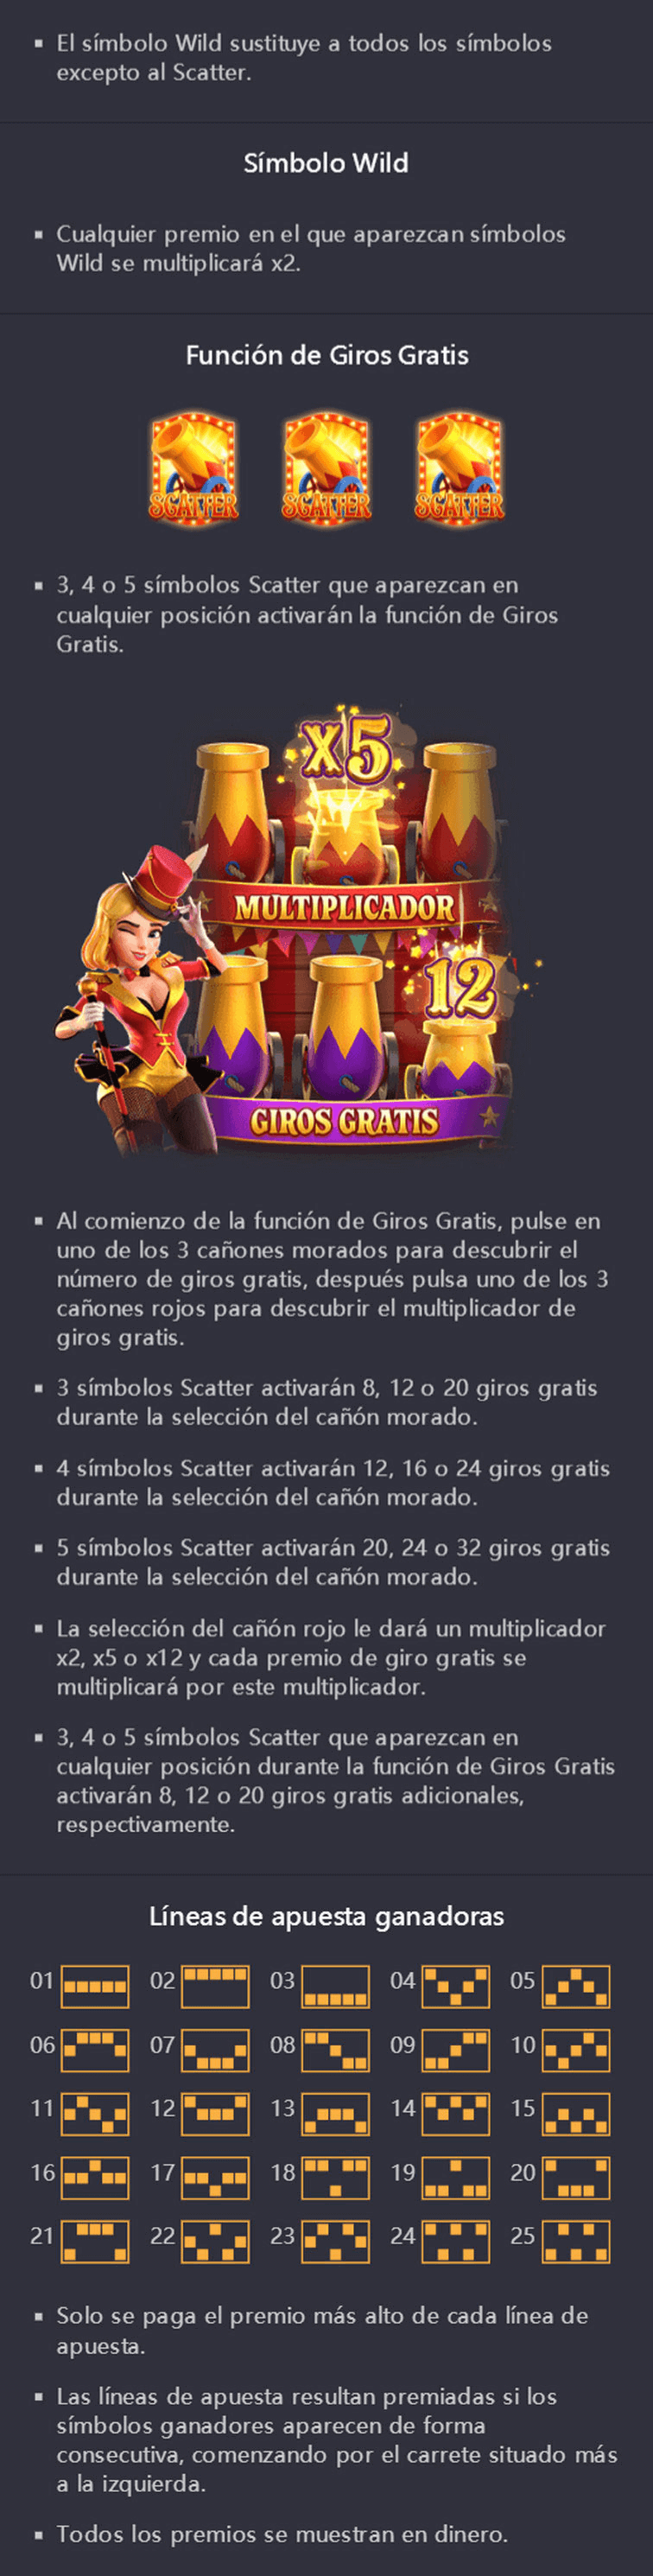 ▪ El símbolo Wild sustituye a todos los símbolos
excepto al Scatter.
Símbolo Wild
▪ Cualquier premio en el que aparezcan símbolos
Wild se multiplicará x2.
Función de Giros Gratis
SCATTER SCATTER SCATTER
▪ 3, 4 o 5 símbolos Scatter que aparezcan en
cualquier posición activarán la función de Giros
Gratis.
x5
MULTIPLICADOR
12
GIROS GRATIS
▪ Al comienzo de la función de Giros Gratis, pulse en
uno de los 3 cañones morados para descubrir el
número de giros gratis, después pulsa uno de los 3
cañones rojos para descubrir el multiplicador de
giros gratis.
▪ 3 símbolos Scatter activarán 8, 12 o 20 giros gratis
durante la selección del cañón morado.
▪ 4 símbolos Scatter activarán 12, 16 o 24 giros gratis
durante la selección del cañón morado.
▪ 5 símbolos Scatter activarán 20, 24 o 32 giros gratis
durante la selección del cañón morado.
▪ La selección del cañón rojo le dará un multiplicador
x2, x5 o x12 y cada premio de giro gratis se
multiplicará por este multiplicador.
▪ 3, 4 o 5 símbolos Scatter que aparezcan en
cualquier posición durante la función de Giros Gratis
activarán 8, 12 o 20 giros gratis adicionales,
respectivamente.
Líneas de apuesta ganadoras
01 02 03 04 05
06 07 08 09 10
11 12 13 14 15
16 17 18 19 20
21 22 23 24 25
▪ Solo se paga el premio más alto de cada línea de
apuesta.
▪ Las líneas de apuesta resultan premiadas si los
símbolos ganadores aparecen de forma
consecutiva, comenzando por el carrete situado más
a la izquierda.
▪ Todos los premios se muestran en dinero.